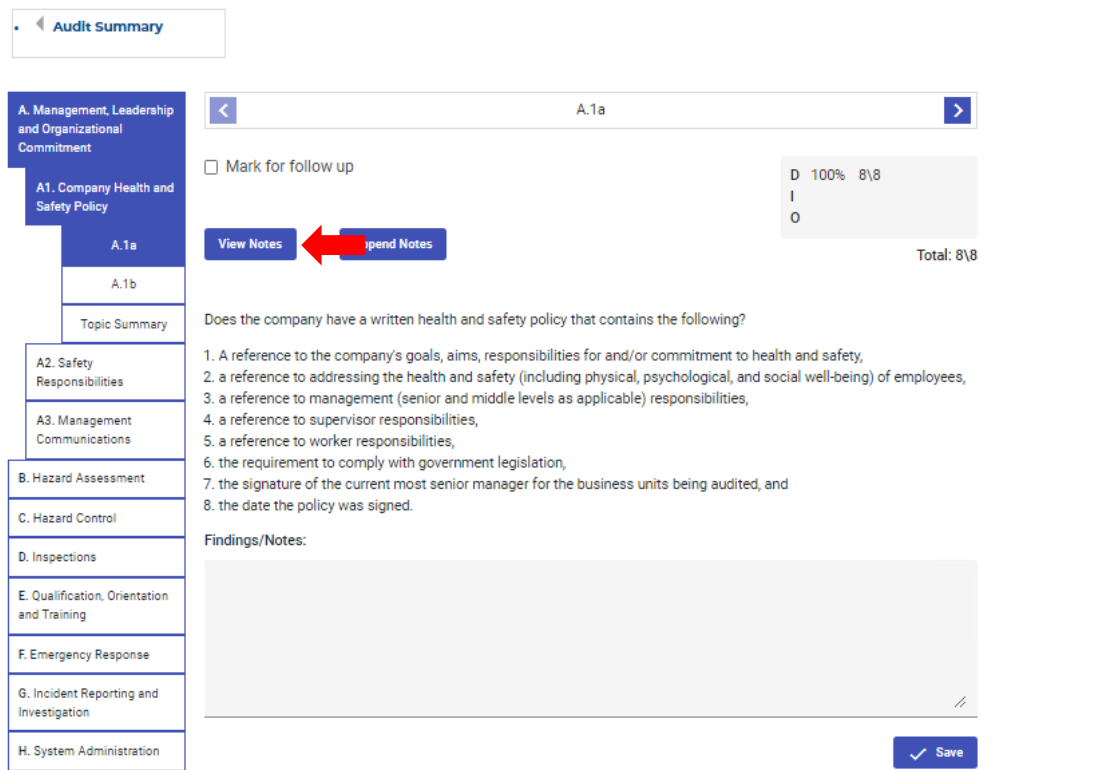 Audit Summary
A. Management, Leadership
and Organizational
Commitment
A1. Company Health and
Safety Policy
A.1a
A.1b
Topic Summary
A2. Safety
Responsibilities
A3. Management
Communications
B. Hazard Assessment
C. Hazard Control
D. Inspections
E. Qualification, Orientation
and Training
F. Emergency Response
G. Incident Reporting and
Investigation
H. System Administration
A.1a
Mark for follow up
D 100% 8\8
I
O
View Notes
Notes
Total: 8\8
Does the company have a written health and safety policy that contains the following?
1. A reference to the company's goals, aims, responsibilities for and/or commitment to health and safety,
2. a reference to addressing the health and safety (including physical, psychological, and social well-being) of employees,
3. a reference to management (senior and middle levels as applicable) responsibilities,
4. a reference to supervisor responsibilities,
5. a reference to worker responsibilities,
6. the requirement to comply with government legislation,
7. the signature of the current most senior manager for the business units being audited, and
8. the date the policy was signed.
Findings/Notes:
Save